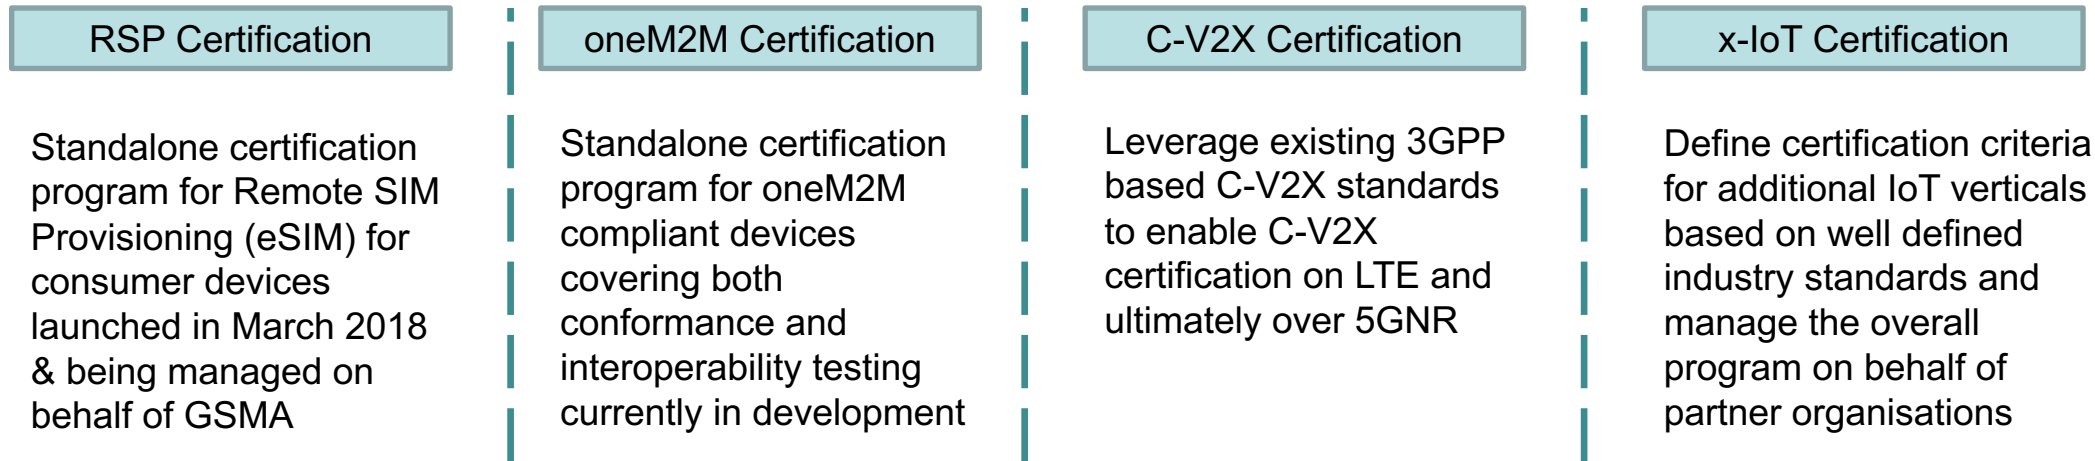 RSP Certification
Standalone certification
program for Remote SIM
Provisioning (eSIM) for
consumer devices
launched in March 2018
& being managed on
behalf of GSMA
oneM2M Certification
Standalone certification
program for oneM2M
compliant devices
covering both
conformance and
interoperability testing
currently in development
C-V2X Certification
Leverage existing 3GPP
based C-V2X standards
to enable C-V2X
certification on LTE and
ultimately over 5GNR
x-IoT Certification
Define certification criteria
for additional IoT verticals
based on well defined
industry standards and
manage the overall
program on behalf of
partner organisations